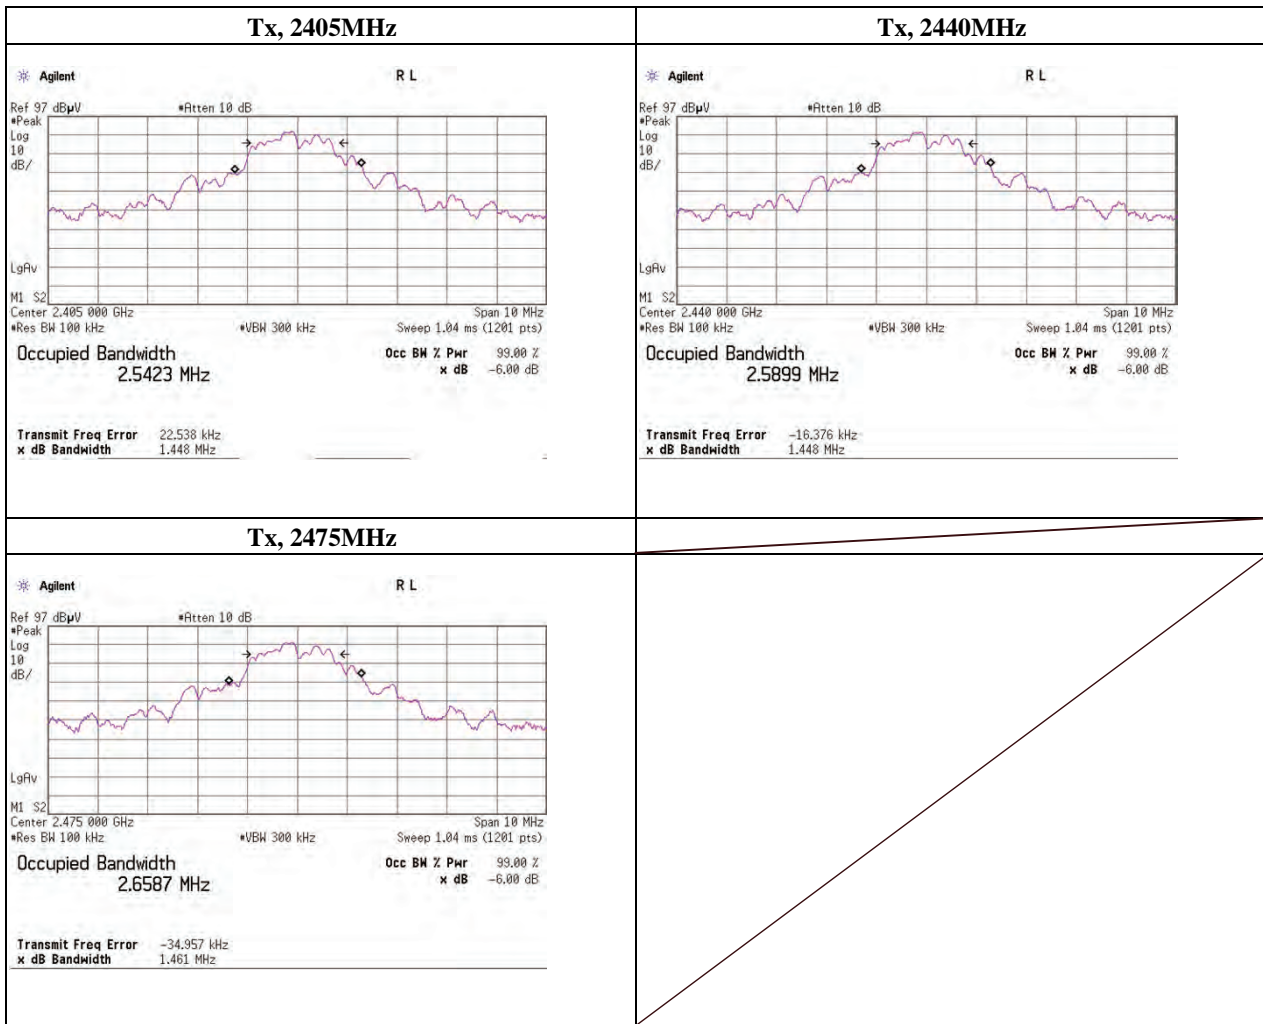 Tx, 2405MHz
Agilent R L
Ref 97 dBµV #Atten 10 dB
#Peak
Log
10
dB/
LgAv
M1 S2
Center 2.405 000 GHz Span 10 MHz
#Res BW 100 kHz #VBW 300 kHz Sweep 1.04 ms (1201 pts)
Occupied Bandwidth Occ BW % Pwr 99.00 %
2.5423 MHz x dB -6.00 dB
Transmit Freq Error 22.538 kHz
x dB Bandwidth 1.448 MHz
Tx, 2440MHz
Agilent R L
Ref 97 dBµV #Atten 10 dB
#Peak
Log
10
dB/
LgAv
M1 S2
Center 2.440 000 GHz Span 10 MHz
#Res BW 100 kHz #VBW 300 kHz Sweep 1.04 ms (1201 pts)
Occupied Bandwidth Occ BW % Pwr 99.00 %
2.5899 MHz x dB -6.00 dB
Transmit Freq Error -16.376 kHz
x dB Bandwidth 1.448 MHz
Tx, 2475MHz
Agilent R L
Ref 97 dBµV #Atten 10 dB
#Peak
Log
10
dB/
LgAv
M1 S2
Center 2.475 000 GHz Span 10 MHz
#Res BW 100 kHz #VBW 300 kHz Sweep 1.04 ms (1201 pts)
Occupied Bandwidth Occ BW % Pwr 99.00 %
2.6587 MHz x dB -6.00 dB
Transmit Freq Error -34.957 kHz
x dB Bandwidth 1.461 MHz